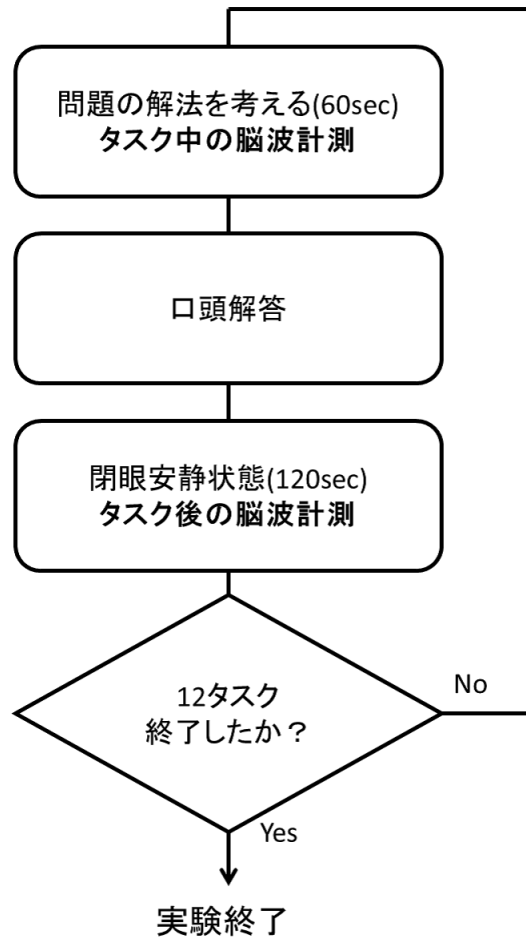 問題の解法を考える(60sec)
タスク中の脳波計測
口頭解答
閉眼安静状態(120sec)
タスク後の脳波計測
12タスク
終了したか？
No
Yes
実験終了